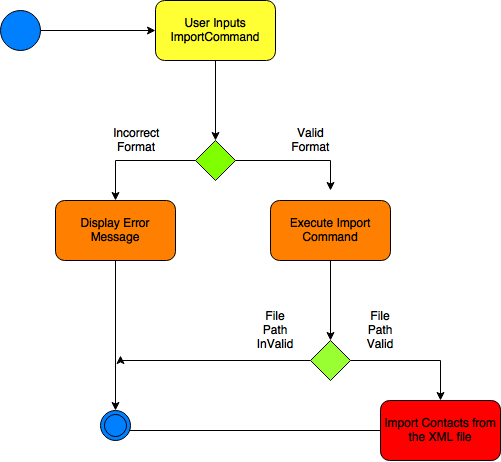 User Inputs
ImportCommand
Incorrect
Format
Valid
Format
Display Error
Message
Execute Import
Command
File
Path
InValid
File
Path
Valid
Import Contacts from
the XML file